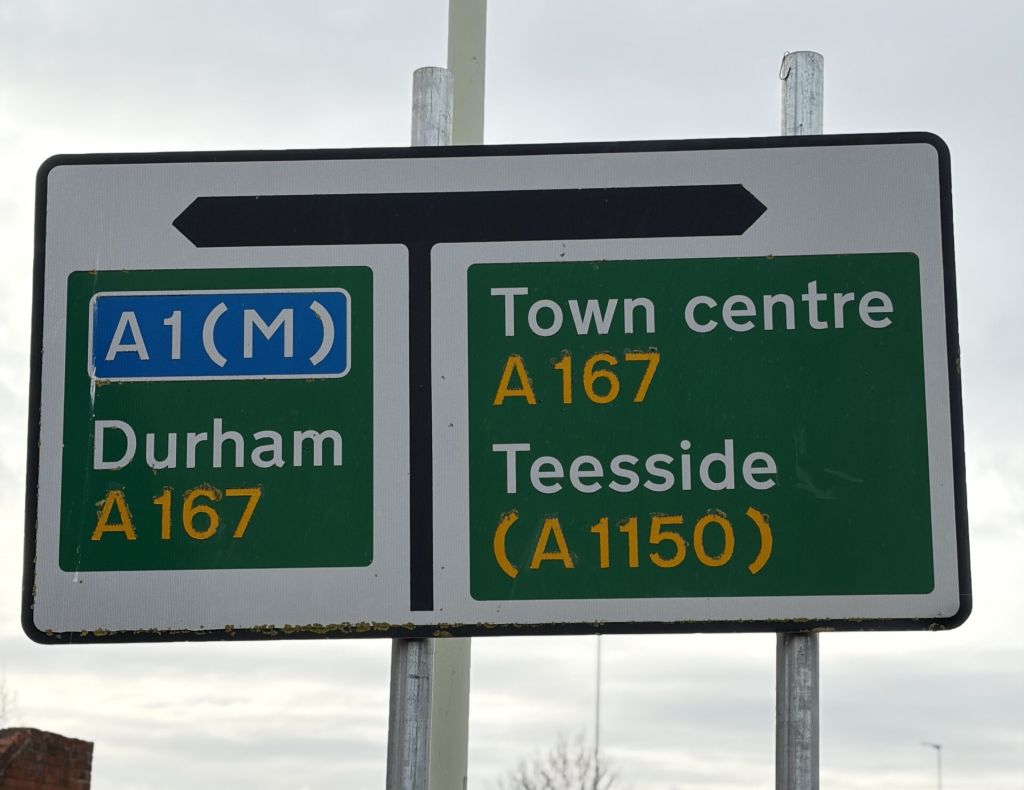 A1(M)
Durham
A167
Town centre
A167
Teesside
(A1150)